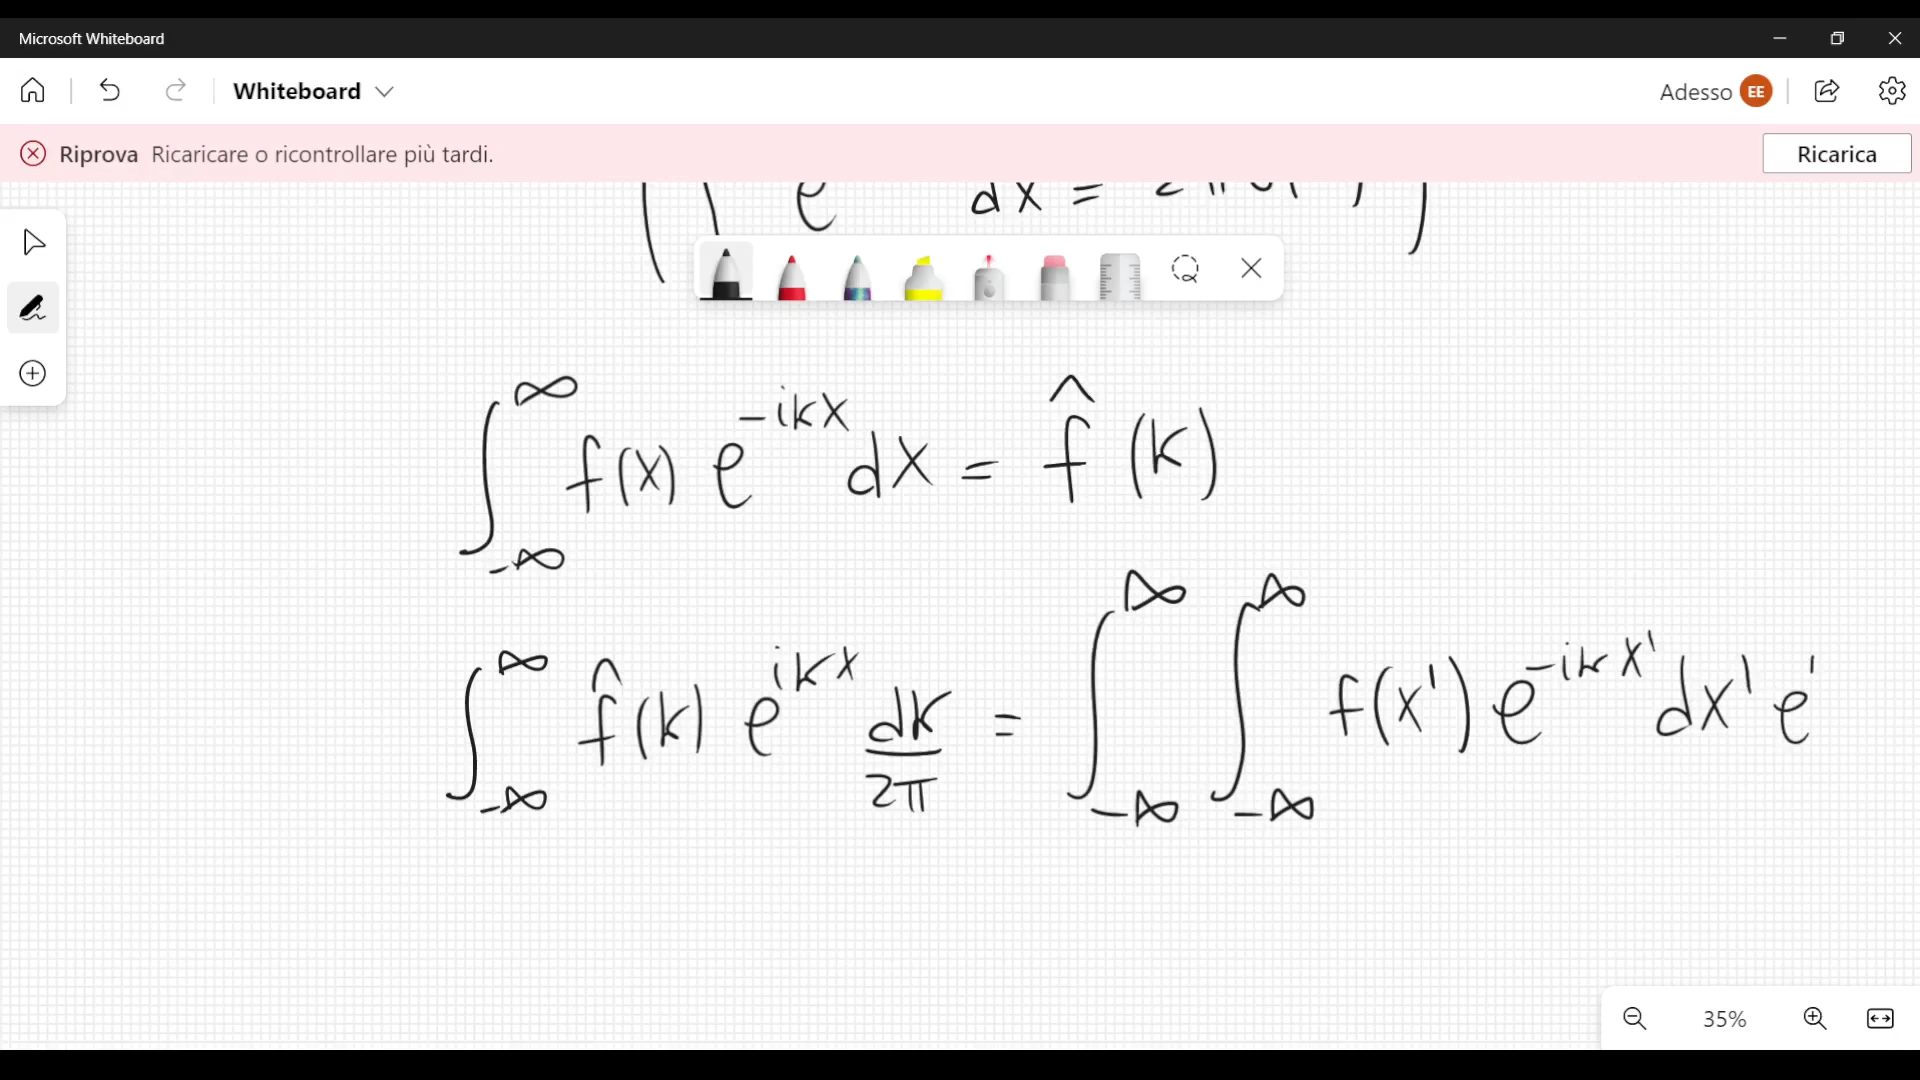 Microsoft Whiteboard
Whiteboard
Adesso EE
Riprova Ricaricare o ricontrollare più tardi.
Ricarica
e dx =
∫_{-∞}^{∞} f(x) e^{-ikx} dx = f̂(k)
∫_{-∞}^{∞} f̂(k) e^{ikx} dk/2π = ∫_{-∞}^{∞} ∫_{-∞}^{∞} f(x') e^{-ikx'} dx' e
35%